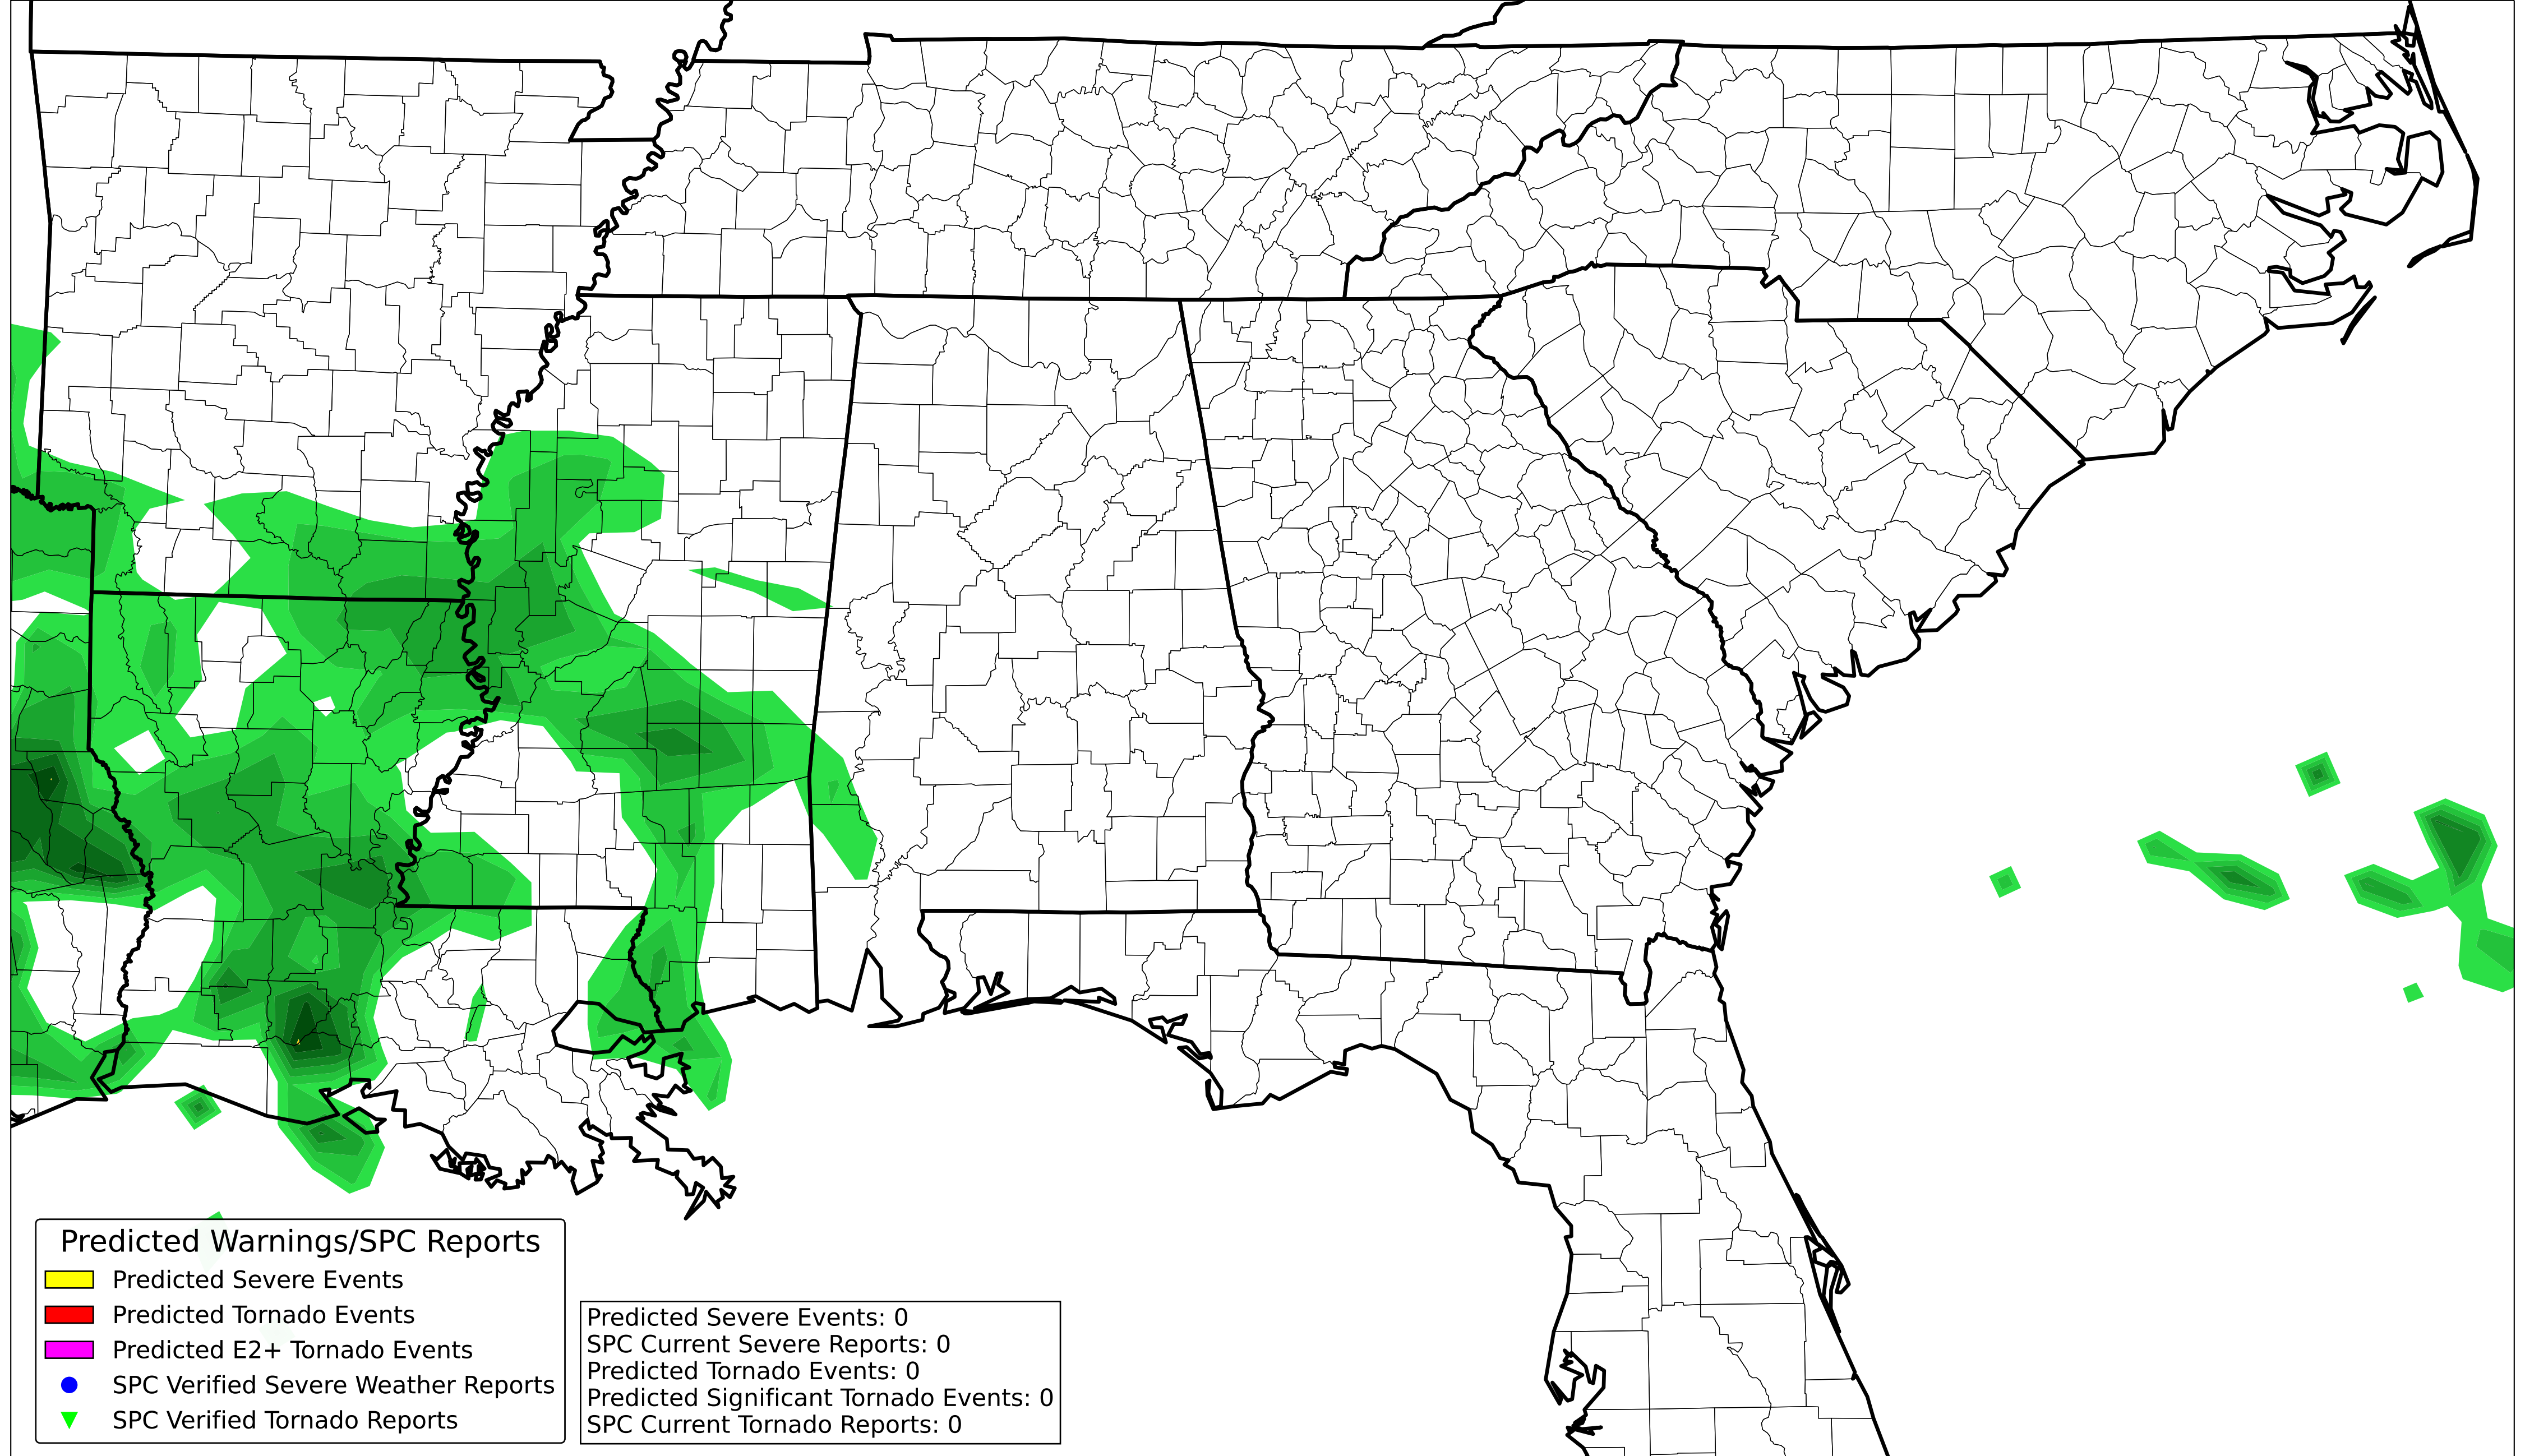 Predicted Warnings/SPC Reports
Predicted Severe Events
Predicted Tornado Events
Predicted E2+ Tornado Events
SPC Verified Severe Weather Reports
SPC Verified Tornado Reports
Predicted Severe Events: 0
SPC Current Severe Reports: 0
Predicted Tornado Events: 0
Predicted Significant Tornado Events: 0
SPC Current Tornado Reports: 0